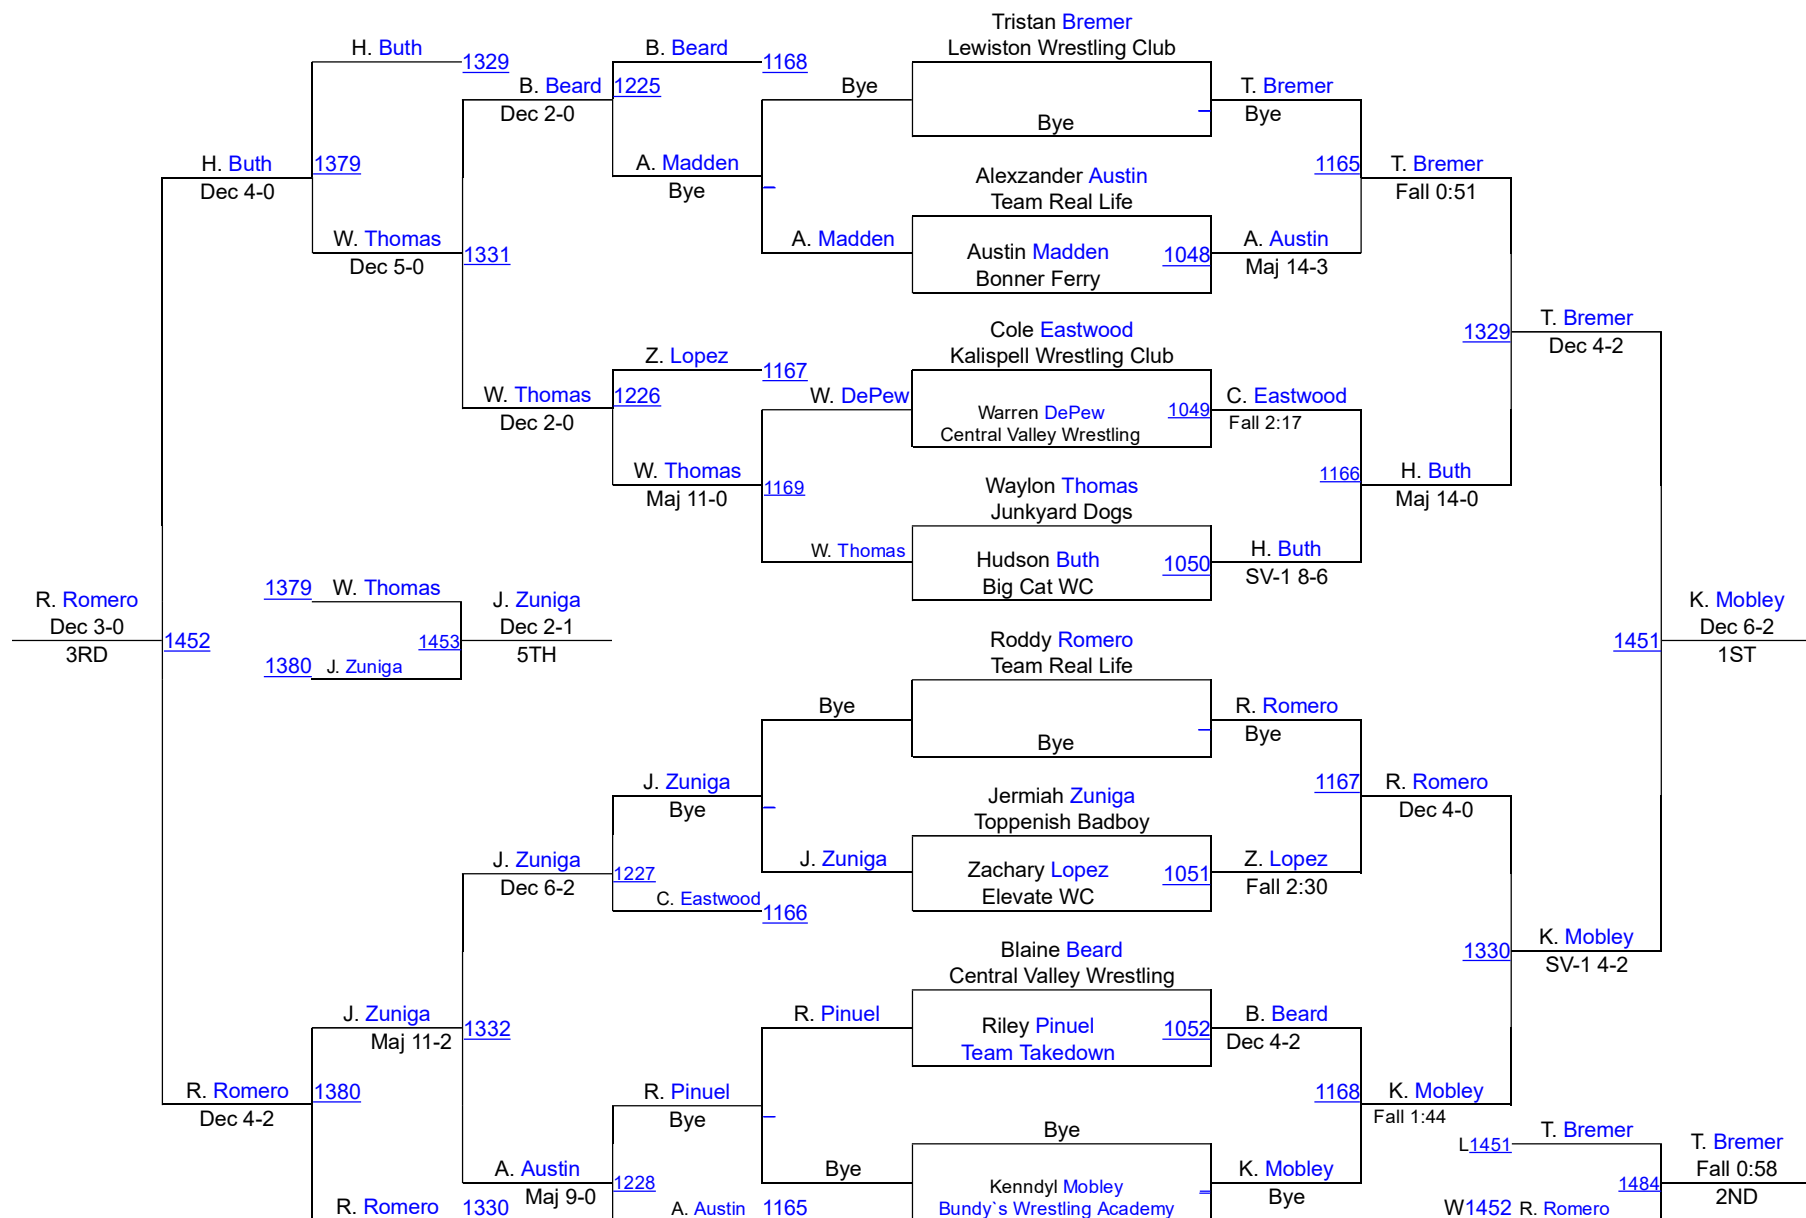 Tristan Bremer
H. Buth
B. Beard
Lewiston Wrestling Club
1329
1168
B. Beard
1225
Bye
T. Bremer
Dec 2-0
Bye
Bye
H. Buth
1379
A. Madden
1165
T. Bremer
Dec 4-0
Bye
Alexzander Austin
Fall 0:51
Team Real Life
W. Thomas
1331
A. Madden
Austin Madden
1048
A. Austin
Dec 5-0
Bonner Ferry
Maj 14-3
Cole Eastwood
1329
T. Bremer
Z. Lopez
Kalispell Wrestling Club
Dec 4-2
1167
W. Thomas
1226
W. DePew
Warren DePew
1049
C. Eastwood
Dec 2-0
Central Valley Wrestling
Fall 2:17
W. Thomas
1169
Waylon Thomas
1166
H. Buth
Maj 11-0
Junkyard Dogs
Maj 14-0
W. Thomas
Hudson Buth
1050
H. Buth
Big Cat WC
SV-1 8-6
1379
W. Thomas
R. Romero
J. Zuniga
K. Mobley
Dec 3-0
1452
1453
Dec 2-1
Roddy Romero
1451
Dec 6-2
3RD
1380
J. Zuniga
5TH
Team Real Life
1ST
Bye
R. Romero
Bye
Bye
J. Zuniga
Jermiah Zuniga
1167
R. Romero
Bye
Toppenish Badboy
Dec 4-0
J. Zuniga
1227
J. Zuniga
Zachary Lopez
1051
Z. Lopez
Dec 6-2
C. Eastwood
1166
Elevate WC
Fall 2:30
Blaine Beard
1330
K. Mobley
Central Valley Wrestling
SV-1 4-2
J. Zuniga
1332
R. Pinuel
Riley Pinuel
1052
B. Beard
Maj 11-2
Team Takedown
Dec 4-2
R. Romero
1380
R. Pinuel
1168
K. Mobley
Dec 4-2
Bye
Bye
Fall 1:44
L1451
T. Bremer
T. Bremer
A. Austin
1228
Bye
Kenndyl Mobley
K. Mobley
1484
Fall 0:58
Maj 9-0
Bundy`s Wrestling Academy
Bye
2ND
R. Romero
1330
A. Austin
1165
W1452
R. Romero